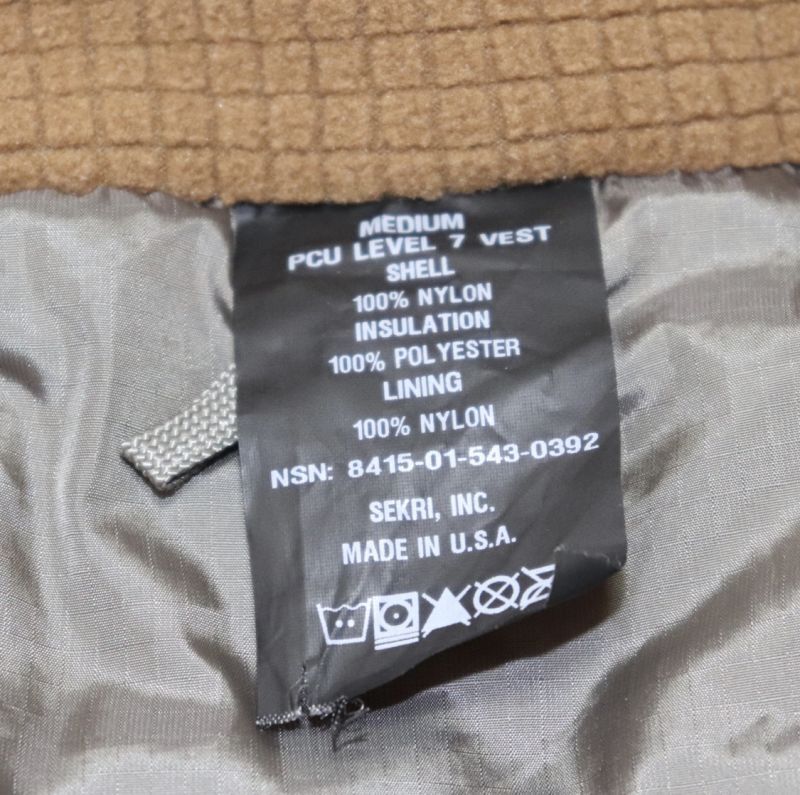 MEDIUM
PCU LEVEL 7 VEST
SHELL
100% NYLON
INSULATION
100% POLYESTER
LINING
100% NYLON
NSN: 8415-01-543-0392
SEKRI, INC.
MADE IN U.S.A.